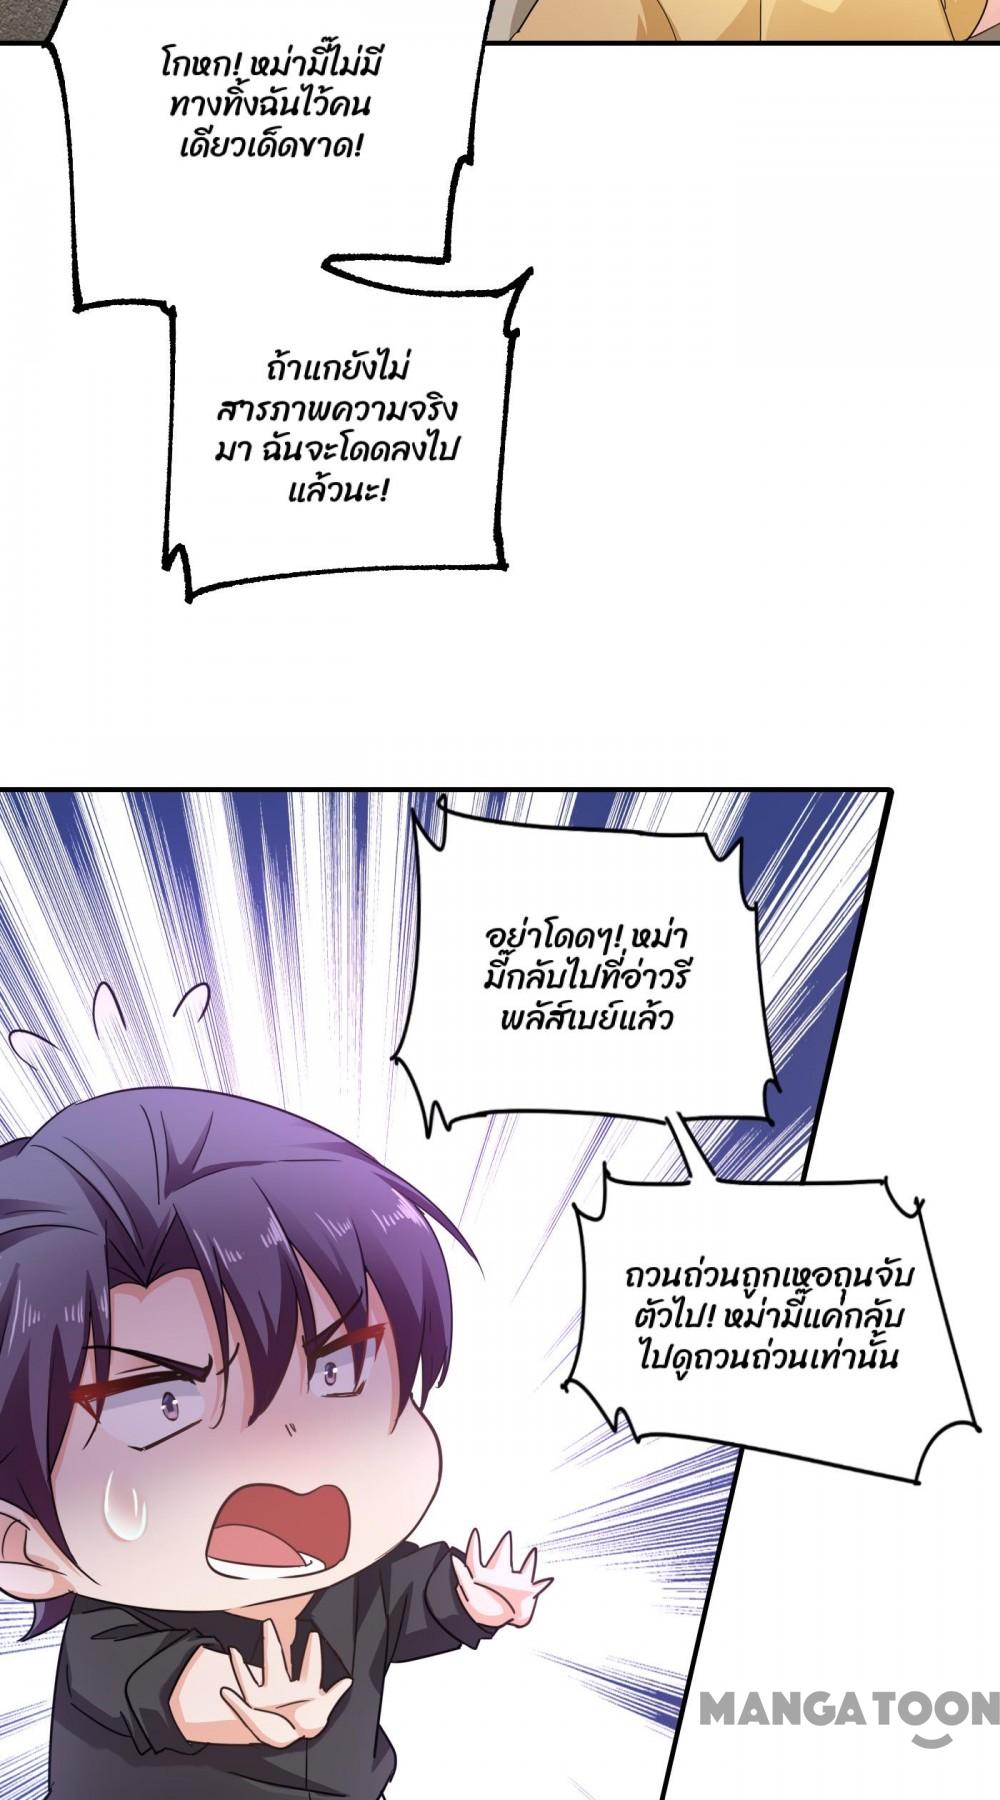 โกหก! หม่ามี๊ไม่มี
ทางทิ้งฉันไว้คน
เดียวเด็ดขาด!
ถ้าแกยังไม่
สารภาพความจริง
มา ฉันจะโดดลงไป
แล้วนะ!
อย่าโดดๆ! หม่า
มี๊กลับไปที่อ่าวรี
พลัส์เบย์แล้ว
ถวนถ่วนถูกเหอถุนจับ
ตัวไป! หม่ามี๊แค่กลับ
ไปดูถวนถ่วนเท่านั้น
MANGATOON